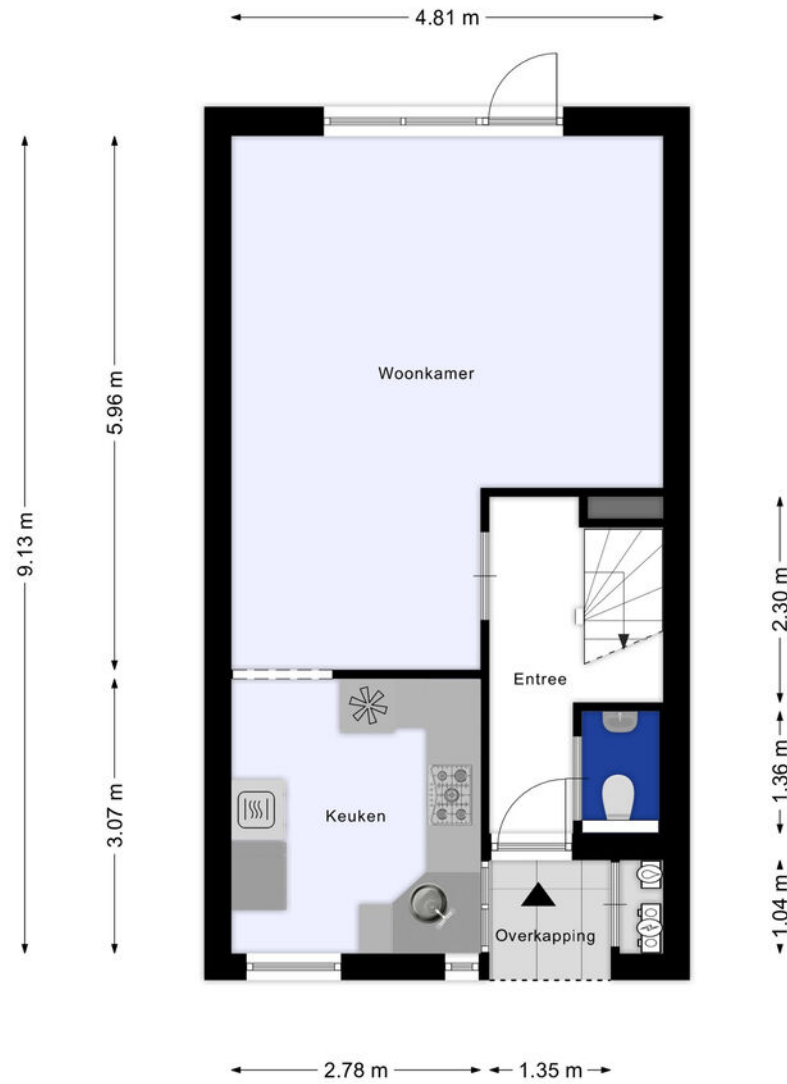 4.81 m
Woonkamer
5.96 m
9.13 m
2.30 m
Entree
1.36 m
3.07 m
Keuken
1.04 m
Overkapping
2.78 m
1.35 m